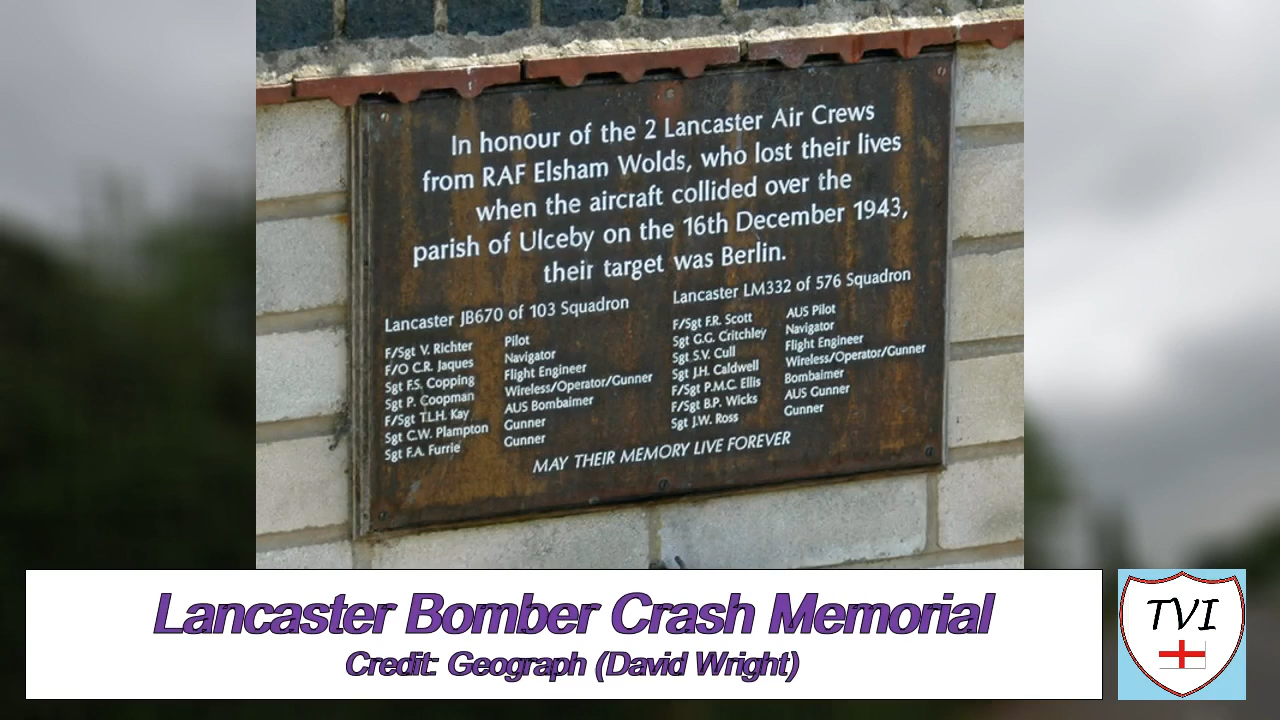 In honour of the 2 Lancaster Air Crews
from RAF Elsham Wolds, who lost their lives
when the aircraft collided over the
parish of Ulceby on the 16th December 1943,
their target was Berlin.
Lancaster JB670 of 103 Squadron
F/Sgt V. Richter Pilot
F/O C.R. Jaques Navigator
Sgt F.S. Copping Flight Engineer
Sgt P. Coopman Wireless/Operator/Gunner
F/Sgt T.L.H. Kay AUS Bombaimer
Sgt C.W. Plampton Gunner
Sgt F.A. Furrie Gunner
Lancaster LM332 of 576 Squadron
F/Sgt F.R. Scott AUS Pilot
Sgt G.G. Critchley Navigator
Sgt S.V. Cull Flight Engineer
Sgt J.H. Caldwell Wireless/Operator/Gunner
F/Sgt P.M.C. Ellis Bombaimer
F/Sgt B.P. Wicks AUS Gunner
Sgt J.W. Ross Gunner
MAY THEIR MEMORY LIVE FOREVER
Lancaster Bomber Crash Memorial
Credit: Geograph (David Wright)
TVI